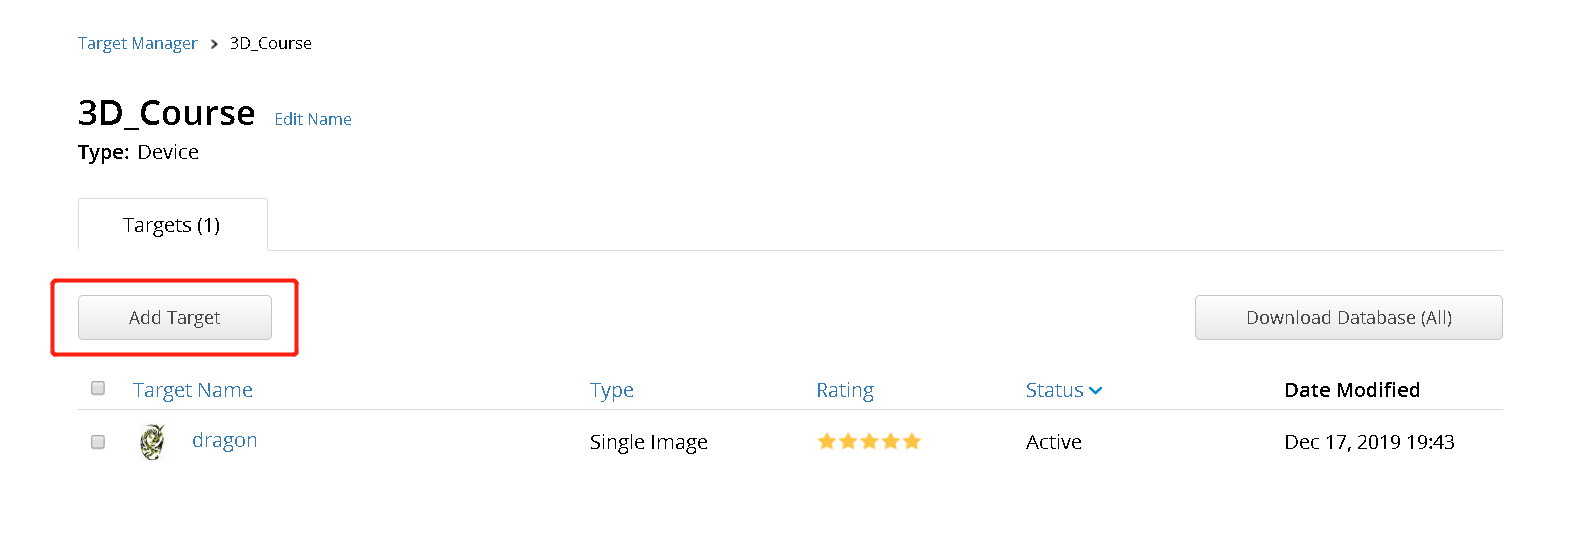 Target Manager > 3D_Course
3D_Course Edit Name
Type: Device
Targets (1)
Add Target Download Database (All)
Target Name Type Rating Status Date Modified
dragon Single Image Active Dec 17, 2019 19:43